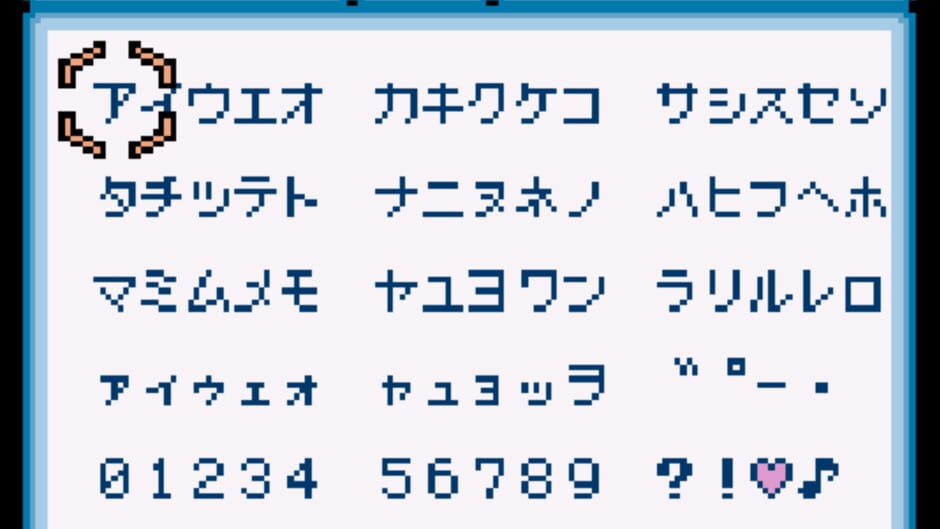 アイウエオ カキクケコ サシスセソ
タチツテト ナニヌネノ ハヒフヘホ
マミムメモ ヤユヨワン ラリルレロ
ァィゥェォ ャュョッヲ ゛゜ー・
01234 56789 ?!♥♪